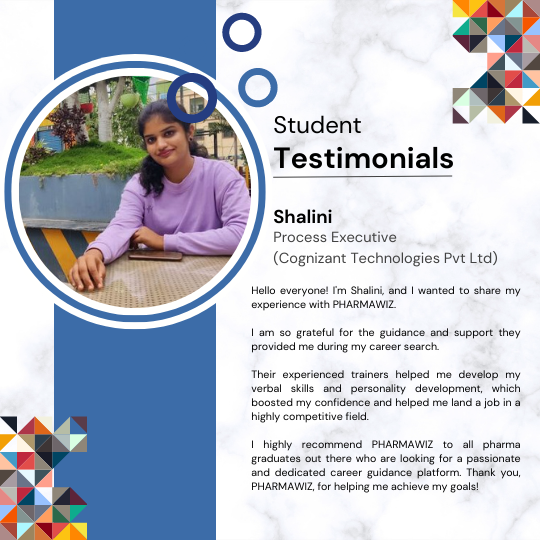 Student
Testimonials
Shalini
Process Executive
(Cognizant Technologies Pvt Ltd)
Hello everyone! I'm Shalini, and I wanted to share my
experience with PHARMAWIZ.
I am so grateful for the guidance and support they
provided me during my career search.
Their experienced trainers helped me develop my
verbal skills and personality development, which
boosted my confidence and helped me land a job in a
highly competitive field.
I highly recommend PHARMAWIZ to all pharma
graduates out there who are looking for a passionate
and dedicated career guidance platform. Thank you,
PHARMAWIZ, for helping me achieve my goals!